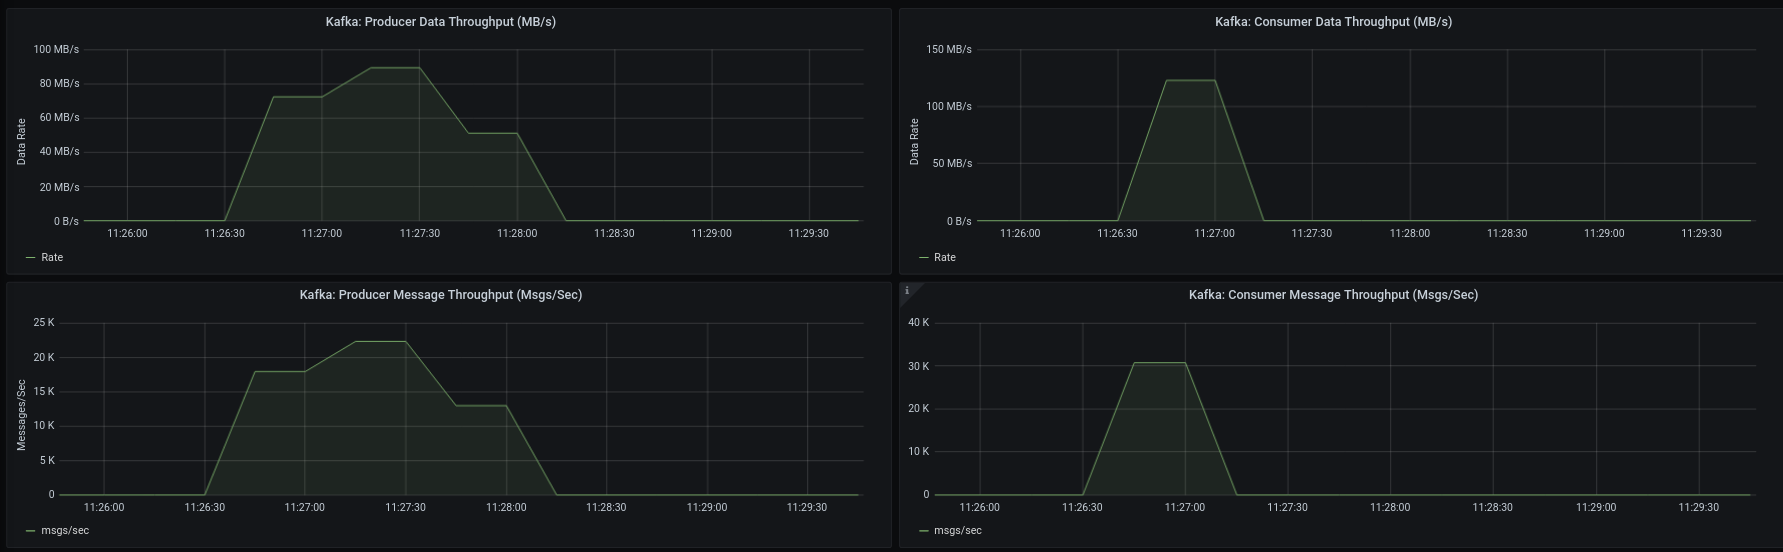 Kafka: Producer Data Throughput (MB/s)
100 MB/s
80 MB/s
60 MB/s
40 MB/s
20 MB/s
0 B/s
Data Rate
11:26:00 11:26:30 11:27:00 11:27:30 11:28:00 11:28:30 11:29:00 11:29:30
Rate
Kafka: Consumer Data Throughput (MB/s)
150 MB/s
100 MB/s
50 MB/s
0 B/s
Data Rate
11:26:00 11:26:30 11:27:00 11:27:30 11:28:00 11:28:30 11:29:00 11:29:30
Rate
Kafka: Producer Message Throughput (Msgs/Sec)
25 K
20 K
15 K
10 K
5 K
0
Messages/Sec
11:26:00 11:26:30 11:27:00 11:27:30 11:28:00 11:28:30 11:29:00 11:29:30
msgs/sec
i
Kafka: Consumer Message Throughput (Msgs/Sec)
40 K
30 K
20 K
10 K
0
11:26:00 11:26:30 11:27:00 11:27:30 11:28:00 11:28:30 11:29:00 11:29:30
msgs/sec